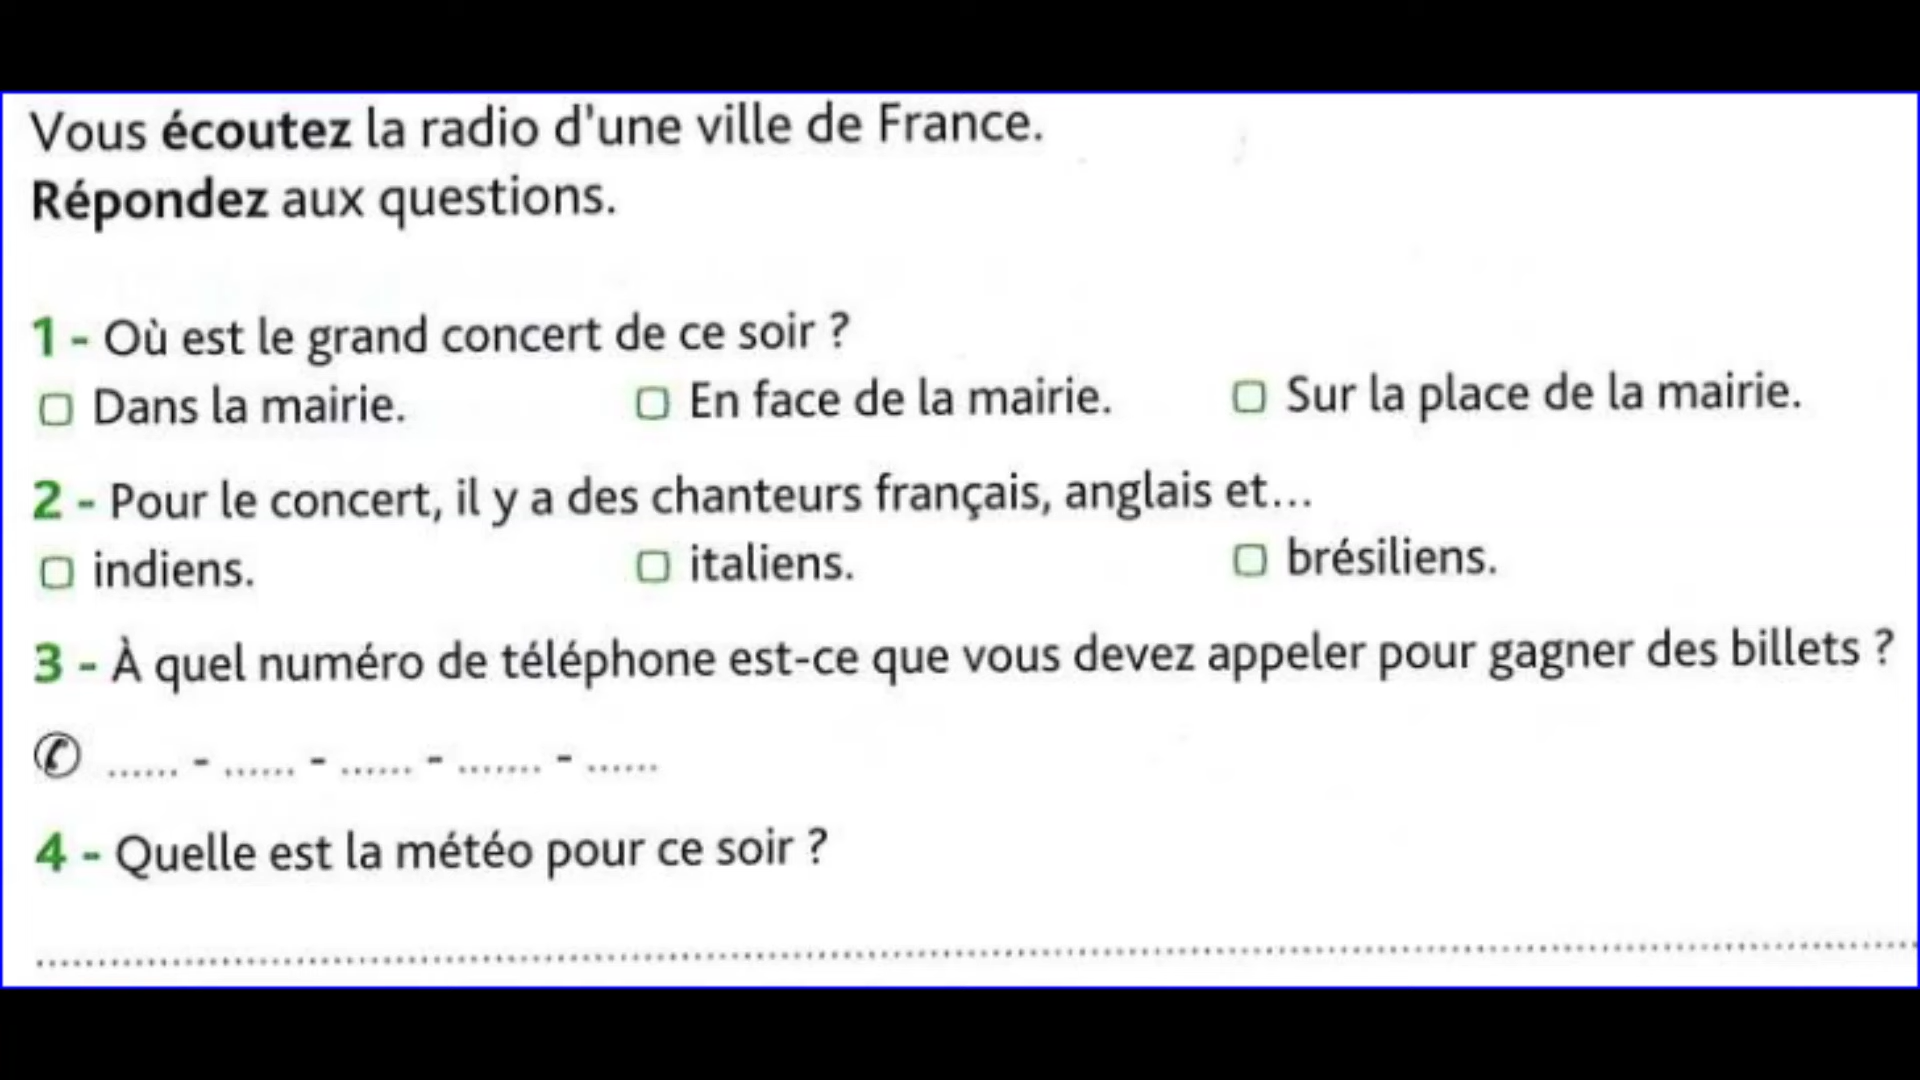 Vous écoutez la radio d'une ville de France.
Répondez aux questions.
1 - Où est le grand concert de ce soir ?
☐ Dans la mairie. ☐ En face de la mairie. ☐ Sur la place de la mairie.
2 - Pour le concert, il y a des chanteurs français, anglais et...
☐ indiens. ☐ italiens. ☐ brésiliens.
3 - À quel numéro de téléphone est-ce que vous devez appeler pour gagner des billets ?
✆ ...... - ...... - ...... - ....... - ......
4 - Quelle est la météo pour ce soir ?